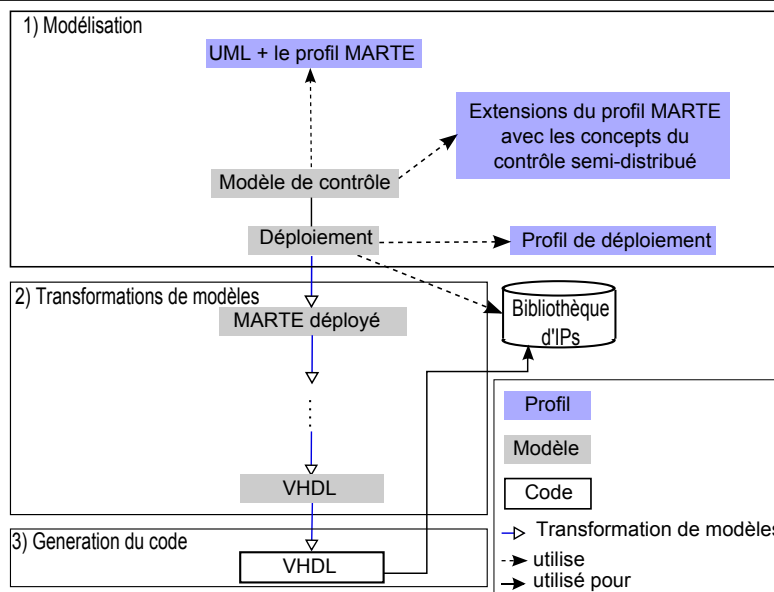 1) Modélisation
UML + le profil MARTE
Extensions du profil MARTE
avec les concepts du
contrôle semi-distribué
Modèle de contrôle
Déploiement
Profil de déploiement
2) Transformations de modèles
MARTE déployé
Bibliothèque
d'IPs
VHDL
3) Generation du code
VHDL
Profil
Modèle
Code
Transformation de modèles
utilise
utilisé pour